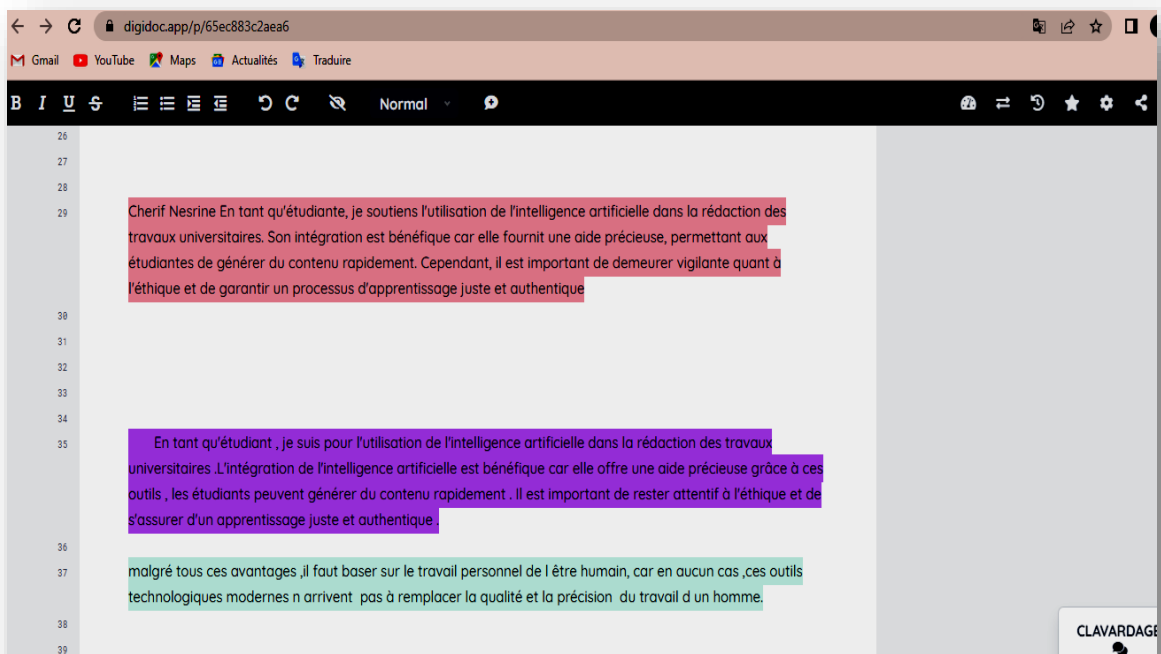 digidoc.app/p/65ec883c2aea6
Gmail YouTube Maps Actualités Traduire
B I U S Normal
26
27
28
29 Cherif Nesrine En tant qu'étudiante, je soutiens l'utilisation de l'intelligence artificielle dans la rédaction des
travaux universitaires. Son intégration est bénéfique car elle fournit une aide précieuse, permettant aux
étudiantes de générer du contenu rapidement. Cependant, il est important de demeurer vigilante quant à
l'éthique et de garantir un processus d'apprentissage juste et authentique
30
31
32
33
34
35 En tant qu'étudiant , je suis pour l'utilisation de l'intelligence artificielle dans la rédaction des travaux
universitaires .L'intégration de l'intelligence artificielle est bénéfique car elle offre une aide précieuse grâce à ces
outils , les étudiants peuvent générer du contenu rapidement . Il est important de rester attentif à l'éthique et de
s'assurer d'un apprentissage juste et authentique .
36
37 malgré tous ces avantages ,il faut baser sur le travail personnel de l être humain, car en aucun cas ,ces outils
technologiques modernes n arrivent  pas à remplacer la qualité et la précision  du travail d un homme.
38
39
CLAVARDAGE